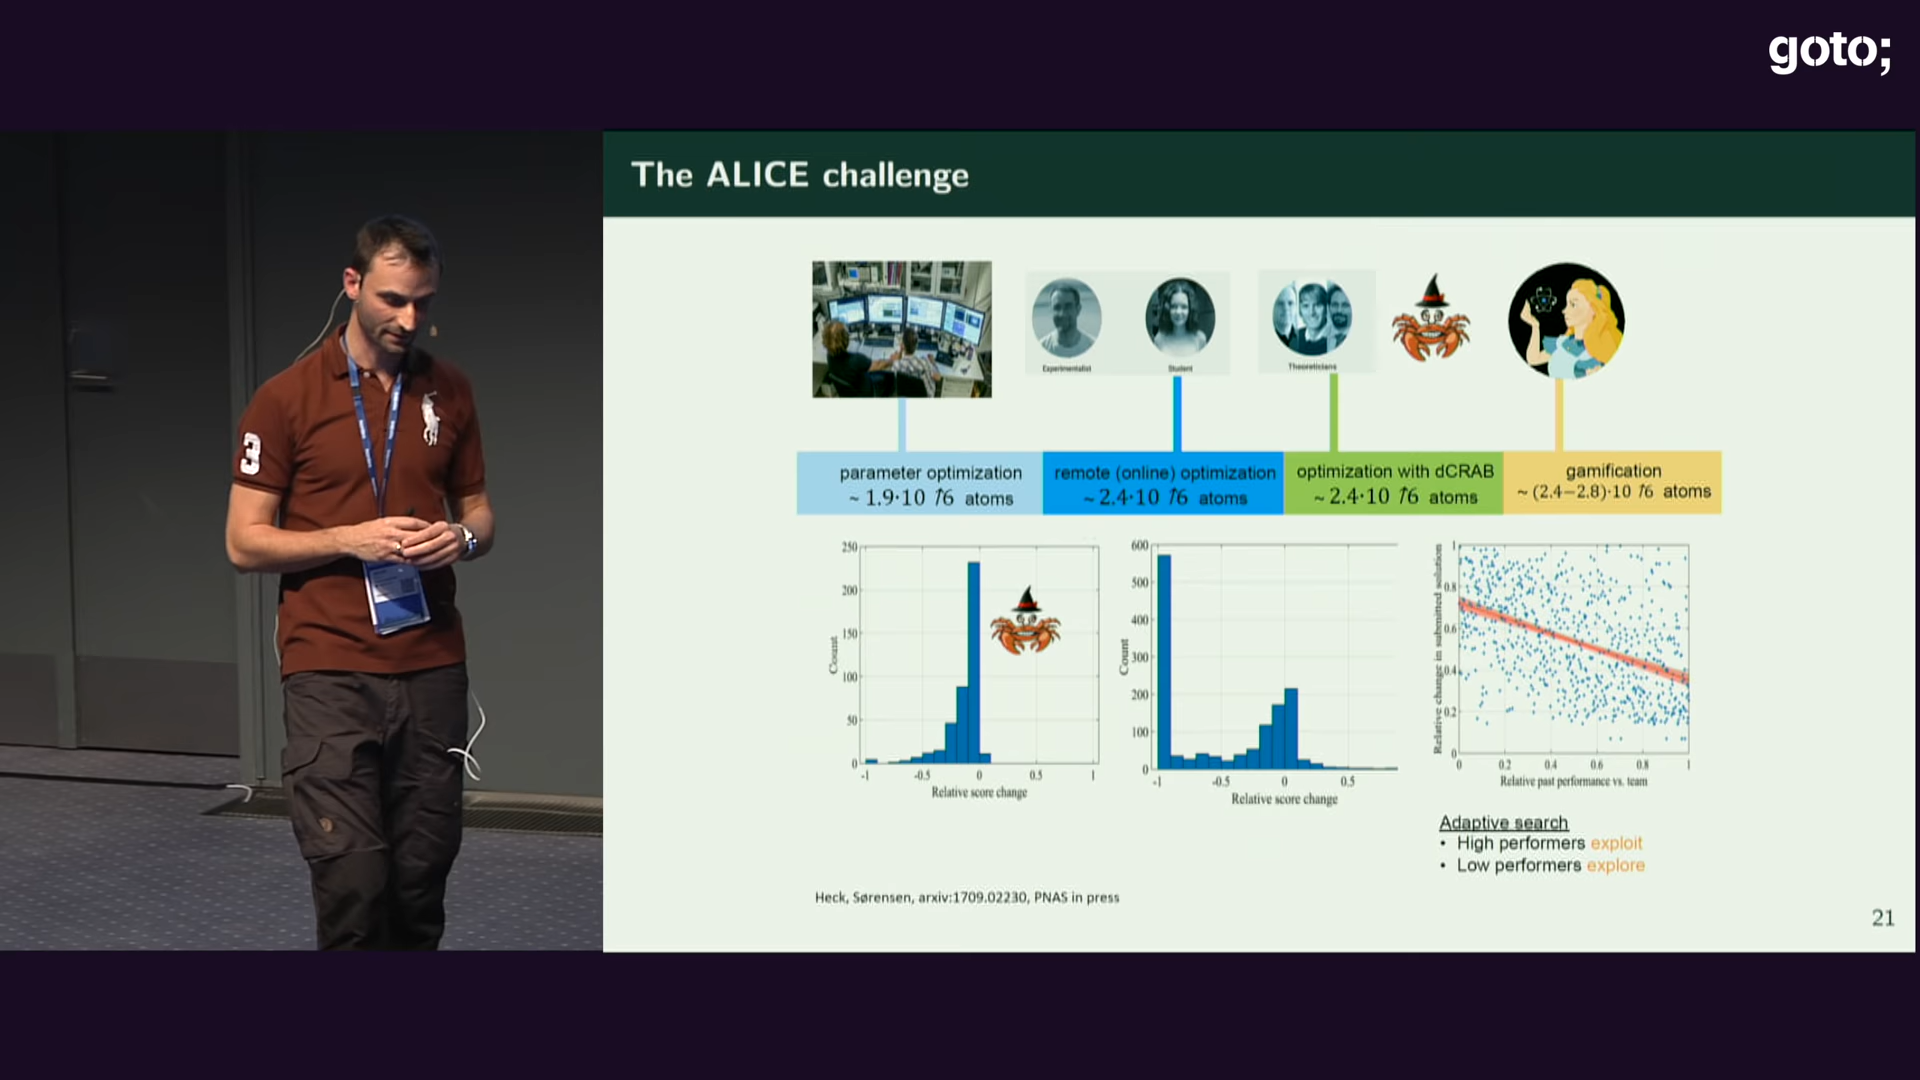 goto;
The ALICE challenge
Experimentalist
Student
Theoreticians
parameter optimization
~ 1.9·10 ↑6 atoms
remote (online) optimization
~ 2.4·10 ↑6 atoms
optimization with dCRAB
~ 2.4·10 ↑6 atoms
gamification
~ (2.4−2.8)·10 ↑6 atoms
3
250
200
150
100
50
0
Count
-1 -0.5 0 0.5 1
Relative score change
600
500
400
300
200
100
0
Count
-1 -0.5 0 0.5
Relative score change
1
0.8
0.6
0.4
0.2
0
Relative change in submitted solution
0 0.2 0.4 0.6 0.8 1
Relative past performance vs. team
Adaptive search
• High performers exploit
• Low performers explore
Heck, Sørensen, arxiv:1709.02230, PNAS in press
21